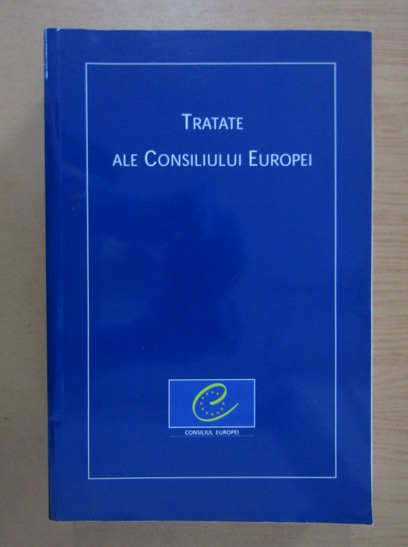 TRATATE
ALE CONSILIULUI EUROPEI
CONSILIUL EUROPEI